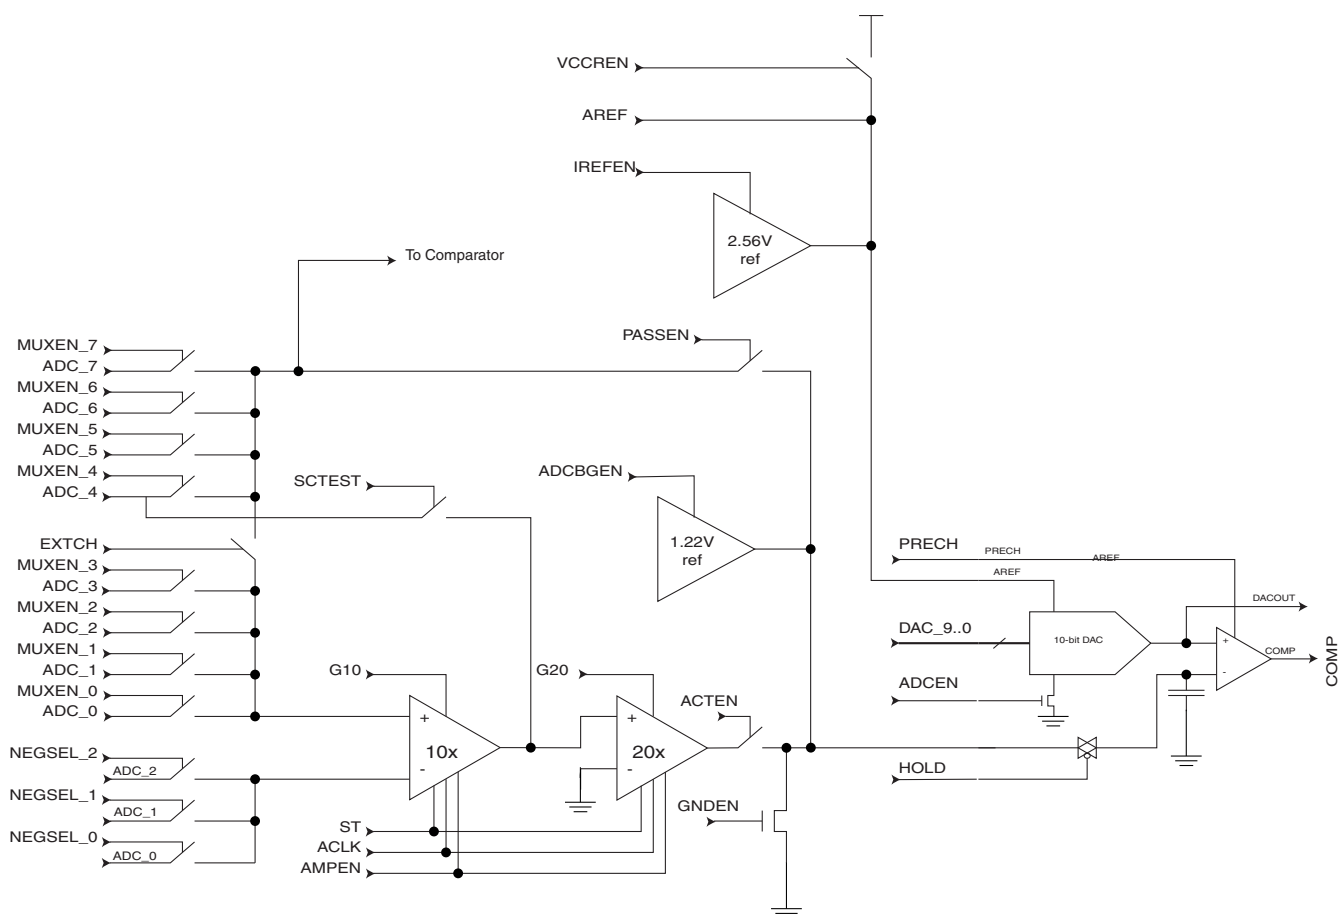 VCCREN
AREF
IREFEN
2.56V
ref
To Comparator
PASSEN
MUXEN_7
ADC_7
MUXEN_6
ADC_6
MUXEN_5
ADC_5
MUXEN_4
ADC_4
SCTEST
ADCBGEN
1.22V
ref
EXTCH
MUXEN_3
ADC_3
MUXEN_2
ADC_2
MUXEN_1
ADC_1
MUXEN_0
ADC_0
PRECH
PRECH
AREF
AREF
DACOUT
DAC_9..0
10-bit DAC
+
-
COMP
COMP
ADCEN
G10
G20
ACTEN
+
10x
-
+
20x
-
NEGSEL_2
ADC_2
NEGSEL_1
ADC_1
NEGSEL_0
ADC_0
HOLD
GNDEN
ST
ACLK
AMPEN